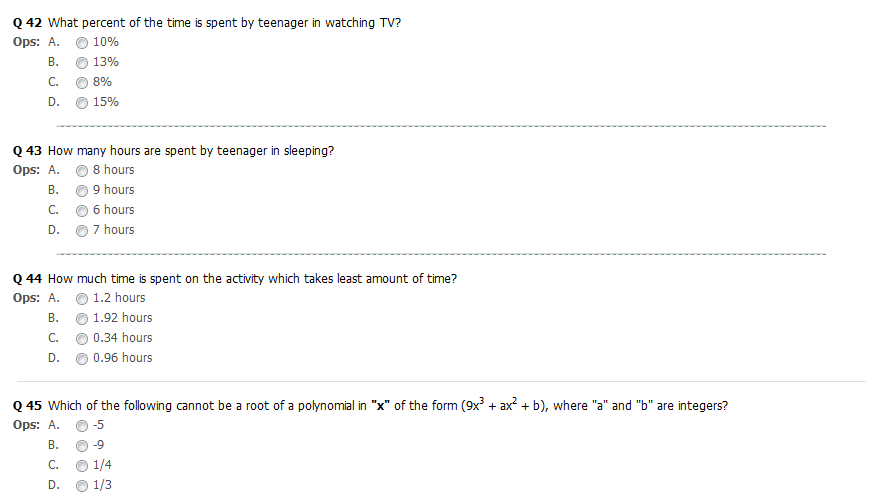 Q 42 What percent of the time is spent by teenager in watching TV?
Ops: A. 10%
B. 13%
C. 8%
D. 15%
Q 43 How many hours are spent by teenager in sleeping?
Ops: A. 8 hours
B. 9 hours
C. 6 hours
D. 7 hours
Q 44 How much time is spent on the activity which takes least amount of time?
Ops: A. 1.2 hours
B. 1.92 hours
C. 0.34 hours
D. 0.96 hours
Q 45 Which of the following cannot be a root of a polynomial in "x" of the form (9x³ + ax² + b), where "a" and "b" are integers?
Ops: A. -5
B. -9
C. 1/4
D. 1/3